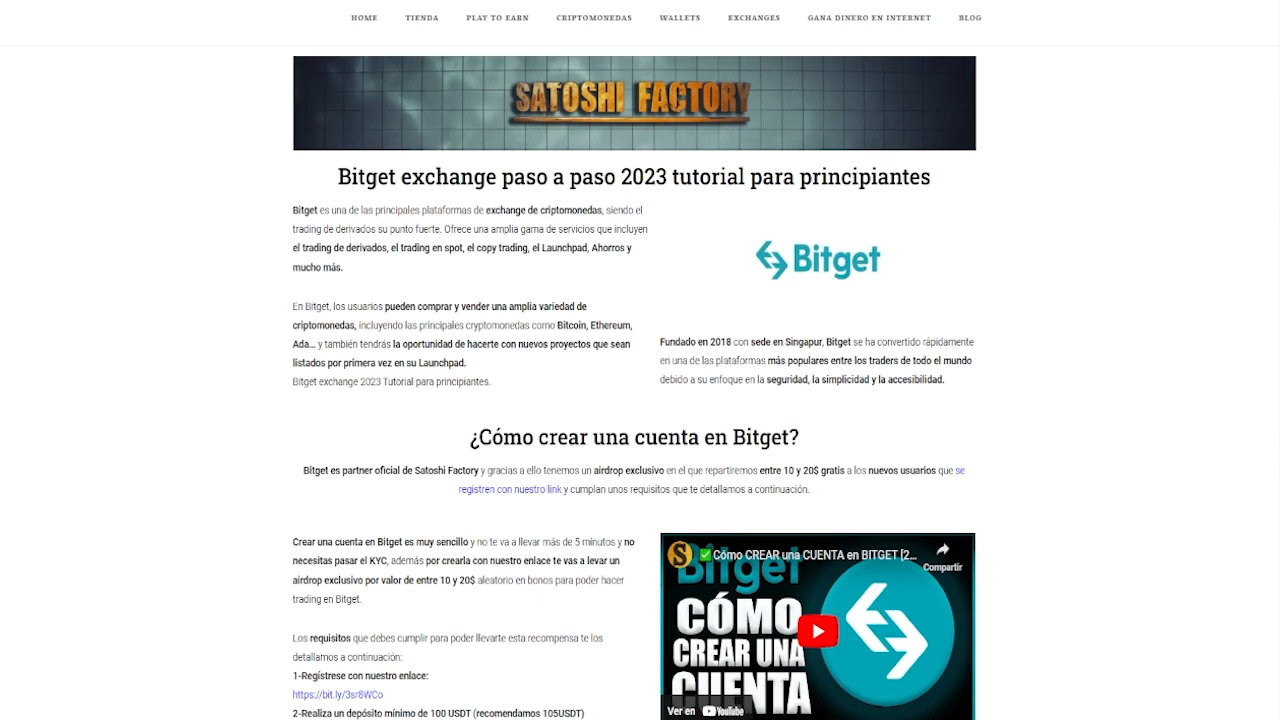 HOME TIENDA PLAY TO EARN CRIPTOMONEDAS WALLETS EXCHANGES GANA DINERO EN INTERNET BLOG
SATOSHI FACTORY
Bitget exchange paso a paso 2023 tutorial para principiantes
Bitget es una de las principales plataformas de exchange de criptomonedas, siendo el
trading de derivados su punto fuerte. Ofrece una amplia gama de servicios que incluyen
el trading de derivados, el trading en spot, el copy trading, el Launchpad, Ahorros y
mucho más.
En Bitget, los usuarios pueden comprar y vender una amplia variedad de
criptomonedas, incluyendo las principales cryptomonedas como Bitcoin, Ethereum,
Ada... y también tendrás la oportunidad de hacerte con nuevos proyectos que sean
listados por primera vez en su Launchpad.
Bitget exchange 2023 Tutorial para principiantes.
Bitget
Fundado en 2018 con sede en Singapur, Bitget se ha convertido rápidamente
en una de las plataformas más populares entre los traders de todo el mundo
debido a su enfoque en la seguridad, la simplicidad y la accesibilidad.
¿Cómo crear una cuenta en Bitget?
Bitget es partner oficial de Satoshi Factory y gracias a ello tenemos un airdrop exclusivo en el que repartiremos entre 10 y 20$ gratis a los nuevos usuarios que se
registren con nuestro link y cumplan unos requisitos que te detallamos a continuación.
Crear una cuenta en Bitget es muy sencillo y no te va a llevar más de 5 minutos y no
necesitas pasar el KYC, además por crearla con nuestro enlace te vas a levar un
airdrop exclusivo por valor de entre 10 y 20$ aleatorio en bonos para poder hacer
trading en Bitget.
Los requisitos que debes cumplir para poder llevarte esta recompensa te los
detallamos a continuación:
1-Regístrese con nuestro enlace:
https://bit.ly/3sr8WCo
2-Realiza un depósito mínimo de 100 USDT (recomendamos 105USDT)
S ✅Cómo CREAR una CUENTA en BITGET [2...
Compartir
Bitget
CÓMO
CREAR UNA
CUENTA
Ver en YouTube